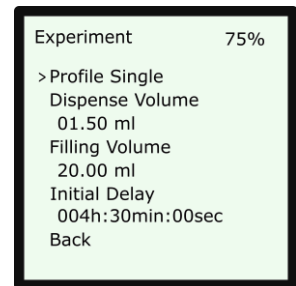 Experiment 75%
>Profile Single
Dispense Volume
01.50 ml
Filling Volume
20.00 ml
Initial Delay
004h:30min:00sec
Back